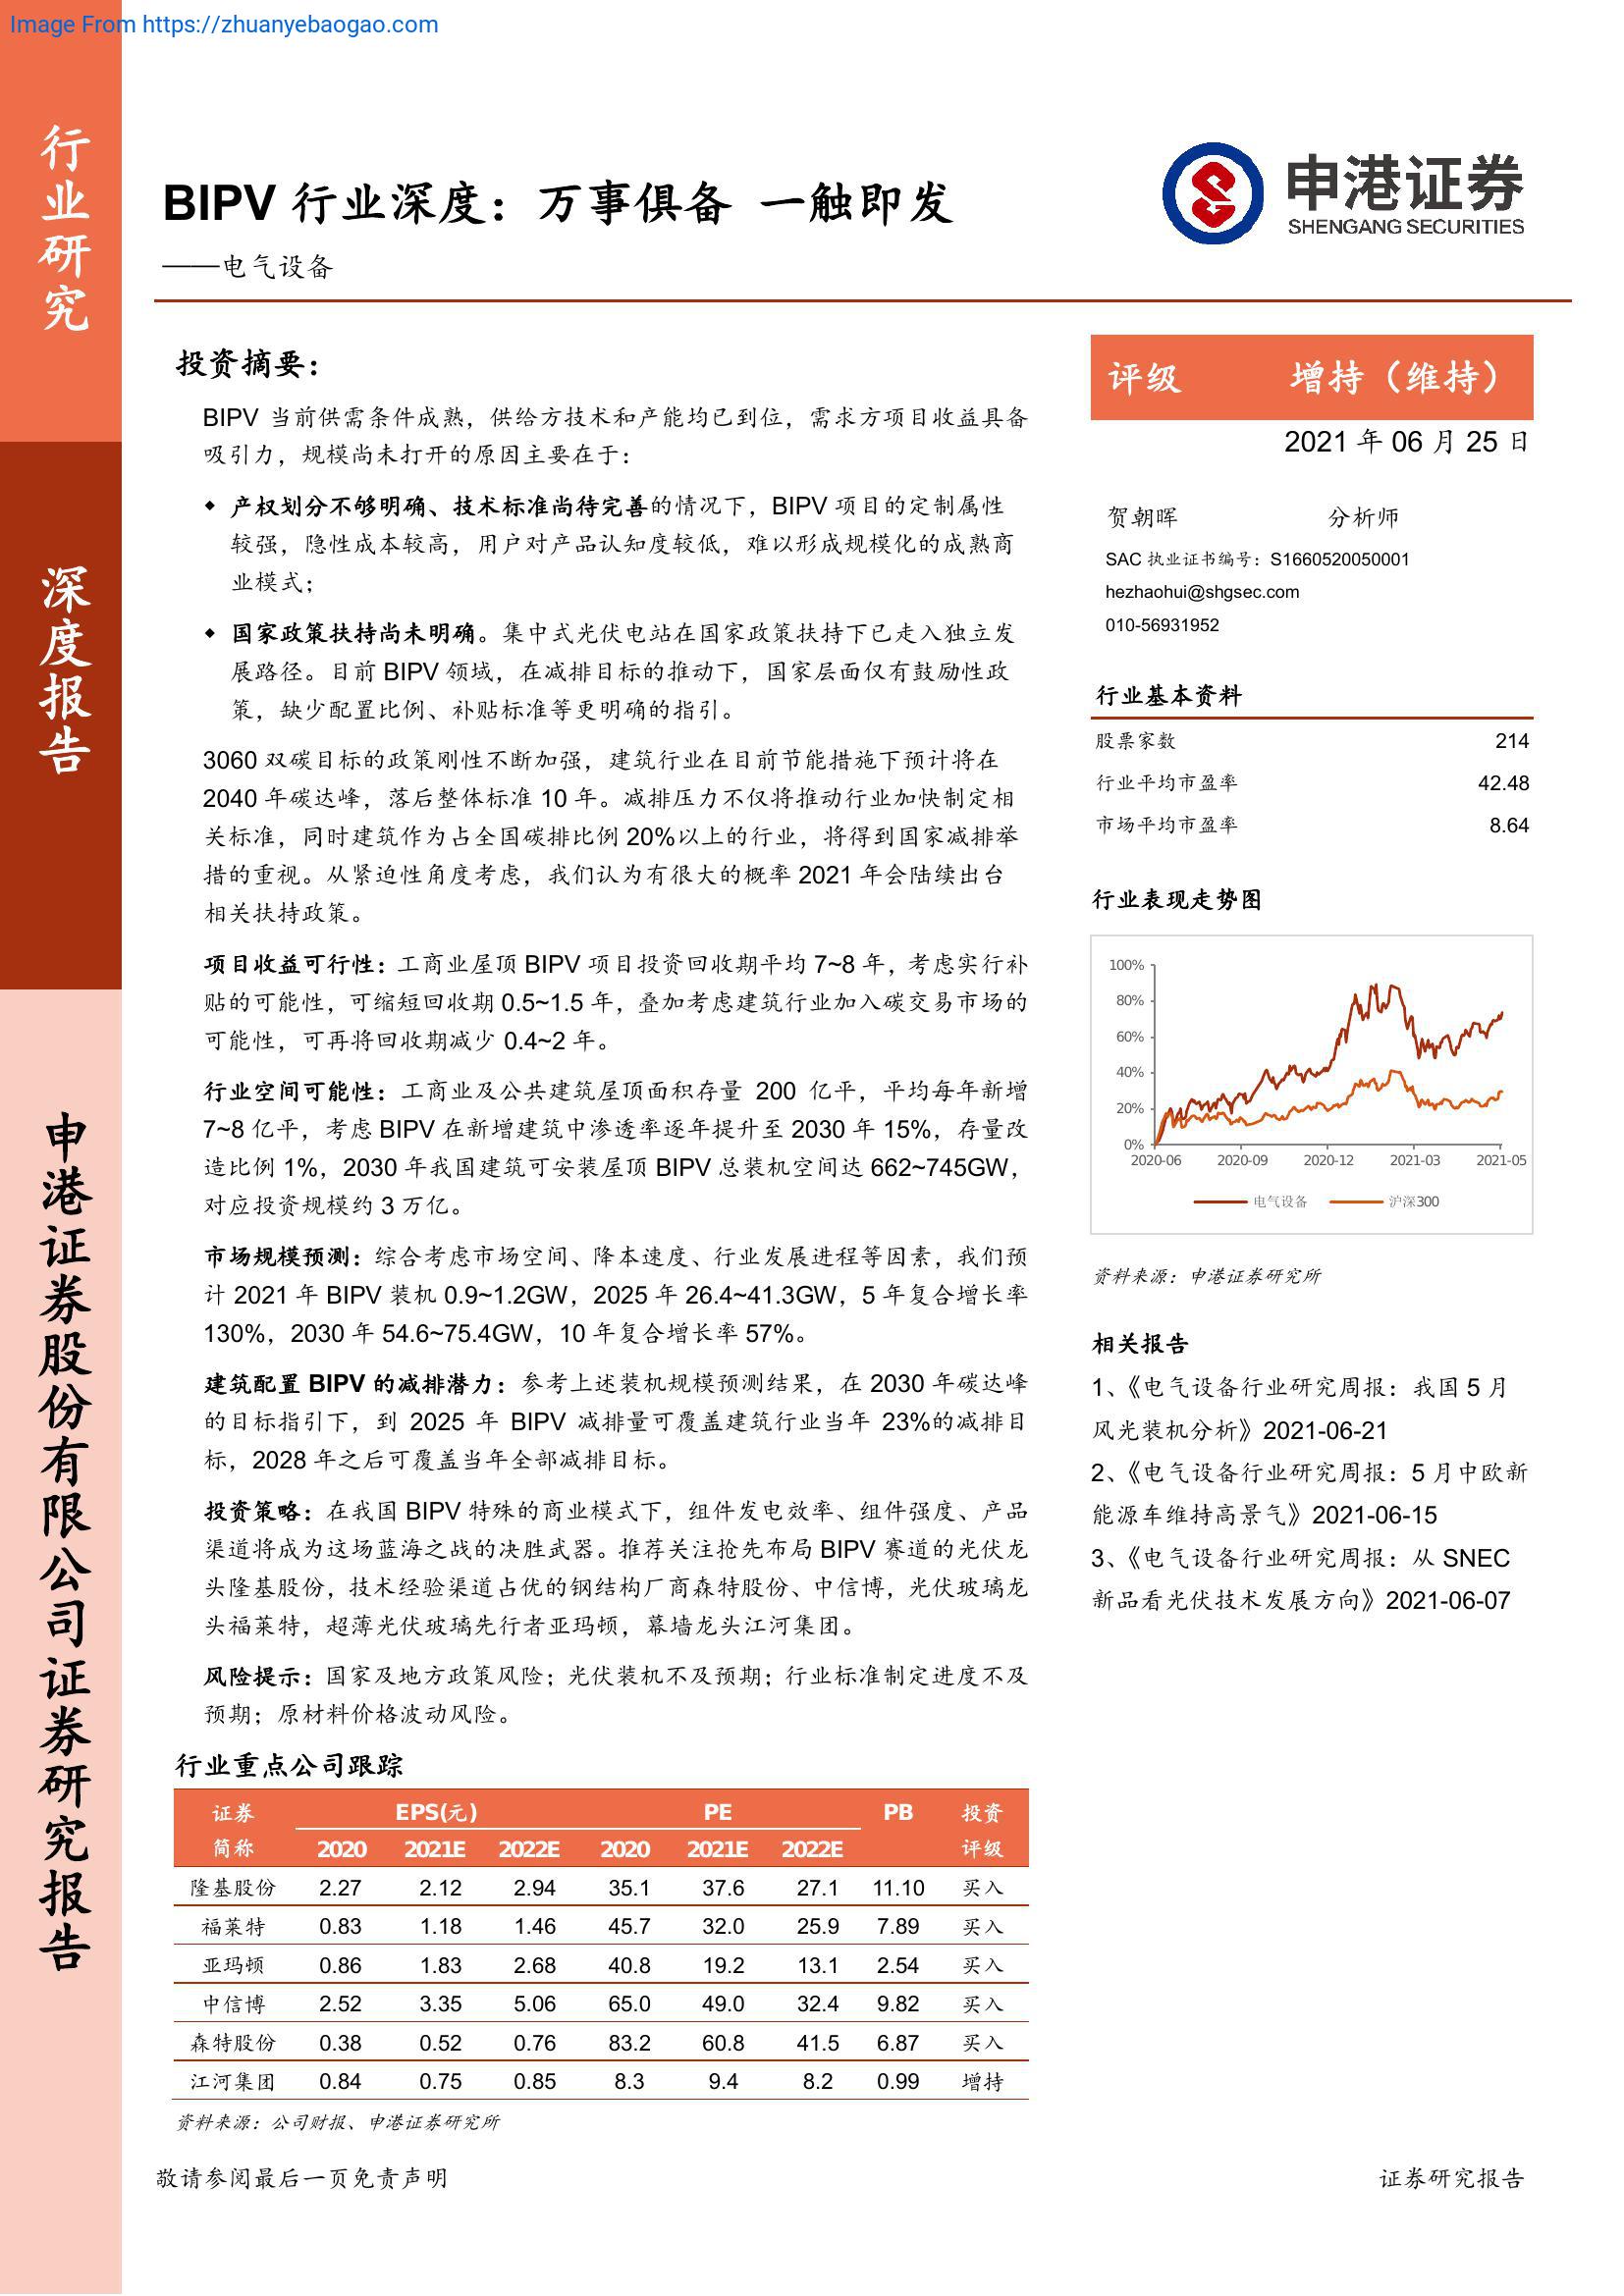 Image From https://zhuanyebaogao.com
行业研究
深度报告
申港证券股份有限公司证券研究报告
BIPV 行业深度：万事俱备 一触即发
——电气设备
申港证券
SHENGANG SECURITIES
投资摘要：
BIPV 当前供需条件成熟，供给方技术和产能均已到位，需求方项目收益具备
吸引力，规模尚未打开的原因主要在于：
◆ 产权划分不够明确、技术标准尚待完善的情况下，BIPV 项目的定制属性
较强，隐性成本较高，用户对产品认知度较低，难以形成规模化的成熟商
业模式；
◆ 国家政策扶持尚未明确。集中式光伏电站在国家政策扶持下已走入独立发
展路径。目前 BIPV 领域，在减排目标的推动下，国家层面仅有鼓励性政
策，缺少配置比例、补贴标准等更明确的指引。
3060 双碳目标的政策刚性不断加强，建筑行业在目前节能措施下预计将在
2040 年碳达峰，落后整体标准 10 年。减排压力不仅将推动行业加快制定相
关标准，同时建筑作为占全国碳排比例 20%以上的行业，将得到国家减排举
措的重视。从紧迫性角度考虑，我们认为有很大的概率 2021 年会陆续出台
相关扶持政策。
项目收益可行性：工商业屋顶 BIPV 项目投资回收期平均 7~8 年，考虑实行补
贴的可能性，可缩短回收期 0.5~1.5 年，叠加考虑建筑行业加入碳交易市场的
可能性，可再将回收期减少 0.4~2 年。
行业空间可能性：工商业及公共建筑屋顶面积存量 200 亿平，平均每年新增
7~8 亿平，考虑 BIPV 在新增建筑中渗透率逐年提升至 2030 年 15%，存量改
造比例 1%，2030 年我国建筑可安装屋顶 BIPV 总装机空间达 662~745GW，
对应投资规模约 3 万亿。
市场规模预测：综合考虑市场空间、降本速度、行业发展进程等因素，我们预
计 2021 年 BIPV 装机 0.9~1.2GW，2025 年 26.4~41.3GW，5 年复合增长率
130%，2030 年 54.6~75.4GW，10 年复合增长率 57%。
建筑配置 BIPV 的减排潜力：参考上述装机规模预测结果，在 2030 年碳达峰
的目标指引下，到 2025 年 BIPV 减排量可覆盖建筑行业当年 23%的减排目
标，2028 年之后可覆盖当年全部减排目标。
投资策略：在我国 BIPV 特殊的商业模式下，组件发电效率、组件强度、产品
渠道将成为这场蓝海之战的决胜武器。推荐关注抢先布局 BIPV 赛道的光伏龙
头隆基股份，技术经验渠道占优的钢结构厂商森特股份、中信博，光伏玻璃龙
头福莱特，超薄光伏玻璃先行者亚玛顿，幕墙龙头江河集团。
风险提示：国家及地方政策风险；光伏装机不及预期；行业标准制定进度不及
预期；原材料价格波动风险。
行业重点公司跟踪
证券 EPS(元) PE PB 投资
简称 2020 2021E 2022E 2020 2021E 2022E 评级
隆基股份 2.27 2.12 2.94 35.1 37.6 27.1 11.10 买入
福莱特 0.83 1.18 1.46 45.7 32.0 25.9 7.89 买入
亚玛顿 0.86 1.83 2.68 40.8 19.2 13.1 2.54 买入
中信博 2.52 3.35 5.06 65.0 49.0 32.4 9.82 买入
森特股份 0.38 0.52 0.76 83.2 60.8 41.5 6.87 买入
江河集团 0.84 0.75 0.85 8.3 9.4 8.2 0.99 增持
资料来源：公司财报、申港证券研究所
评级 增持（维持）
2021 年 06 月 25 日
贺朝晖 分析师
SAC 执业证书编号：S1660520050001
hezhaohui@shgsec.com
010-56931952
行业基本资料
股票家数 214
行业平均市盈率 42.48
市场平均市盈率 8.64
行业表现走势图
100%
80%
60%
40%
20%
0%
2020-06 2020-09 2020-12 2021-03 2021-05
电气设备 沪深300
资料来源：申港证券研究所
相关报告
1、《电气设备行业研究周报：我国 5 月
风光装机分析》2021-06-21
2、《电气设备行业研究周报：5 月中欧新
能源车维持高景气》2021-06-15
3、《电气设备行业研究周报：从 SNEC
新品看光伏技术发展方向》2021-06-07
敬请参阅最后一页免责声明
证券研究报告